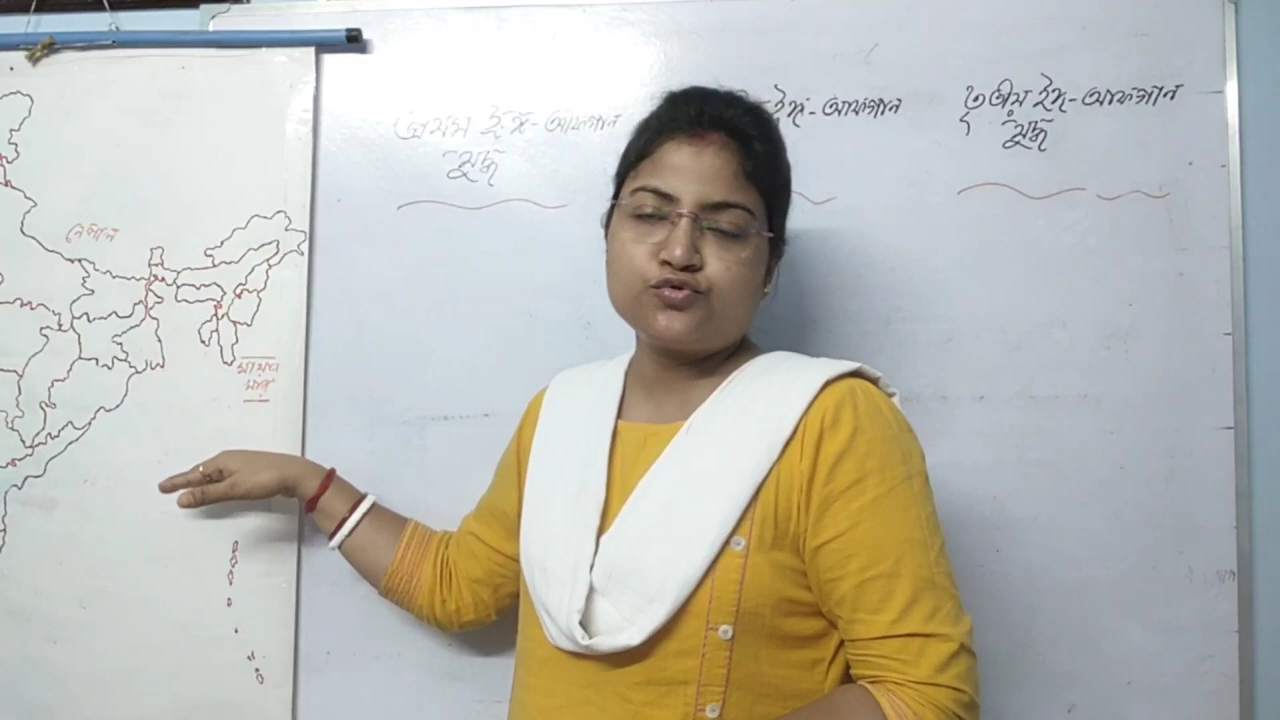 প্রথম ইঙ্গ-আফগান
যুদ্ধ
ইঙ্গ-আফগান
তৃতীয় ইঙ্গ-আফগান
যুদ্ধ
নেপাল
মায়ান
মার